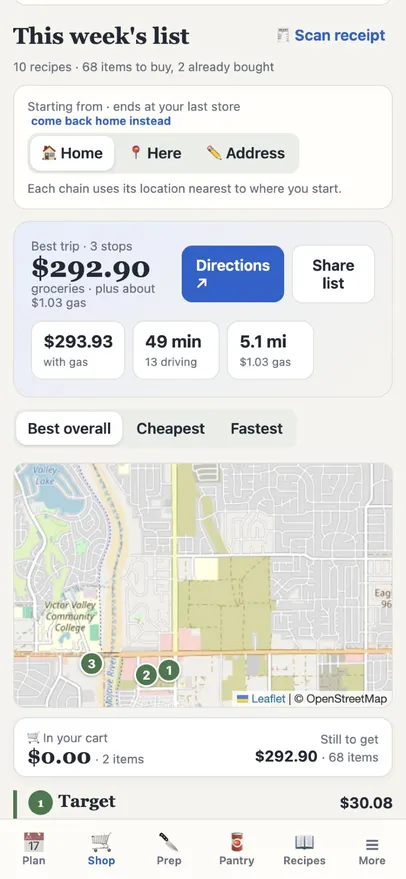 This week's list
Scan receipt
10 recipes · 68 items to buy, 2 already bought
Starting from · ends at your last store
come back home instead
Home
Here
Address
Each chain uses its location nearest to where you start.
Best trip · 3 stops
$292.90
groceries · plus about
$1.03 gas
Directions
↗
Share
list
$293.93
with gas
49 min
13 driving
5.1 mi
$1.03 gas
Best overall
Cheapest
Fastest
Valley
Lake
Victor Valley
Community
College
Mojave River
Eag
96
3
2
1
Leaflet | © OpenStreetMap
In your cart
$0.00 · 2 items
Still to get
$292.90 · 68 items
1 Target
$30.08
17
Plan
Shop
Prep
Pantry
Recipes
More